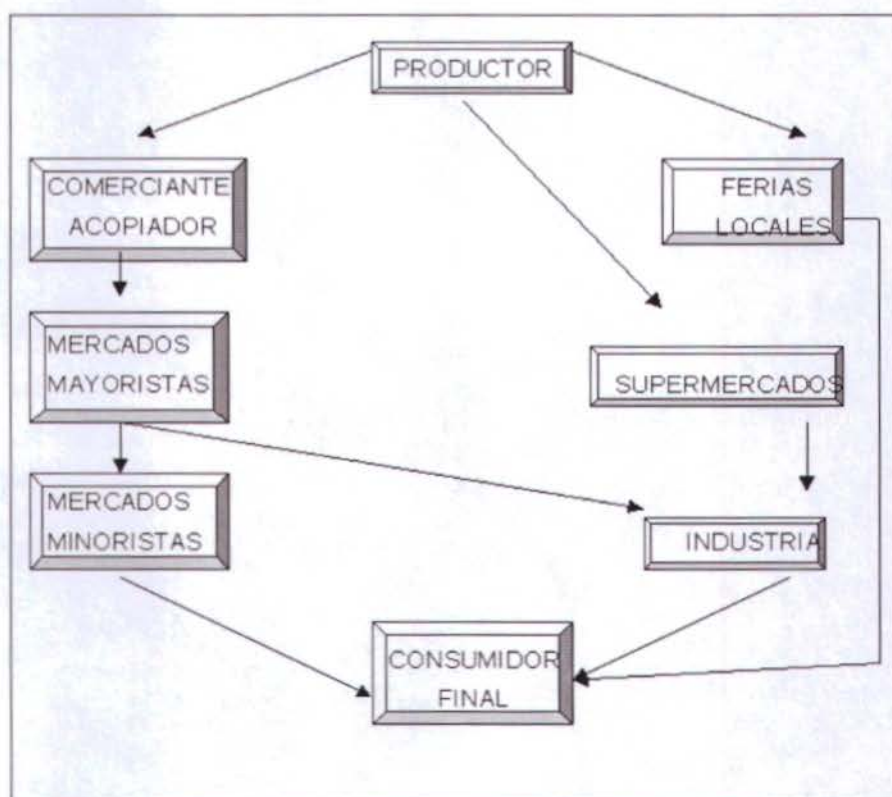 PRODUCTOR
COMERCIANTE
ACOPIADOR
FERIAS
LOCALES
MERCADOS
MAYORISTAS
SUPERMERCADOS
MERCADOS
MINORISTAS
INDUSTRIA
CONSUMIDOR
FINAL